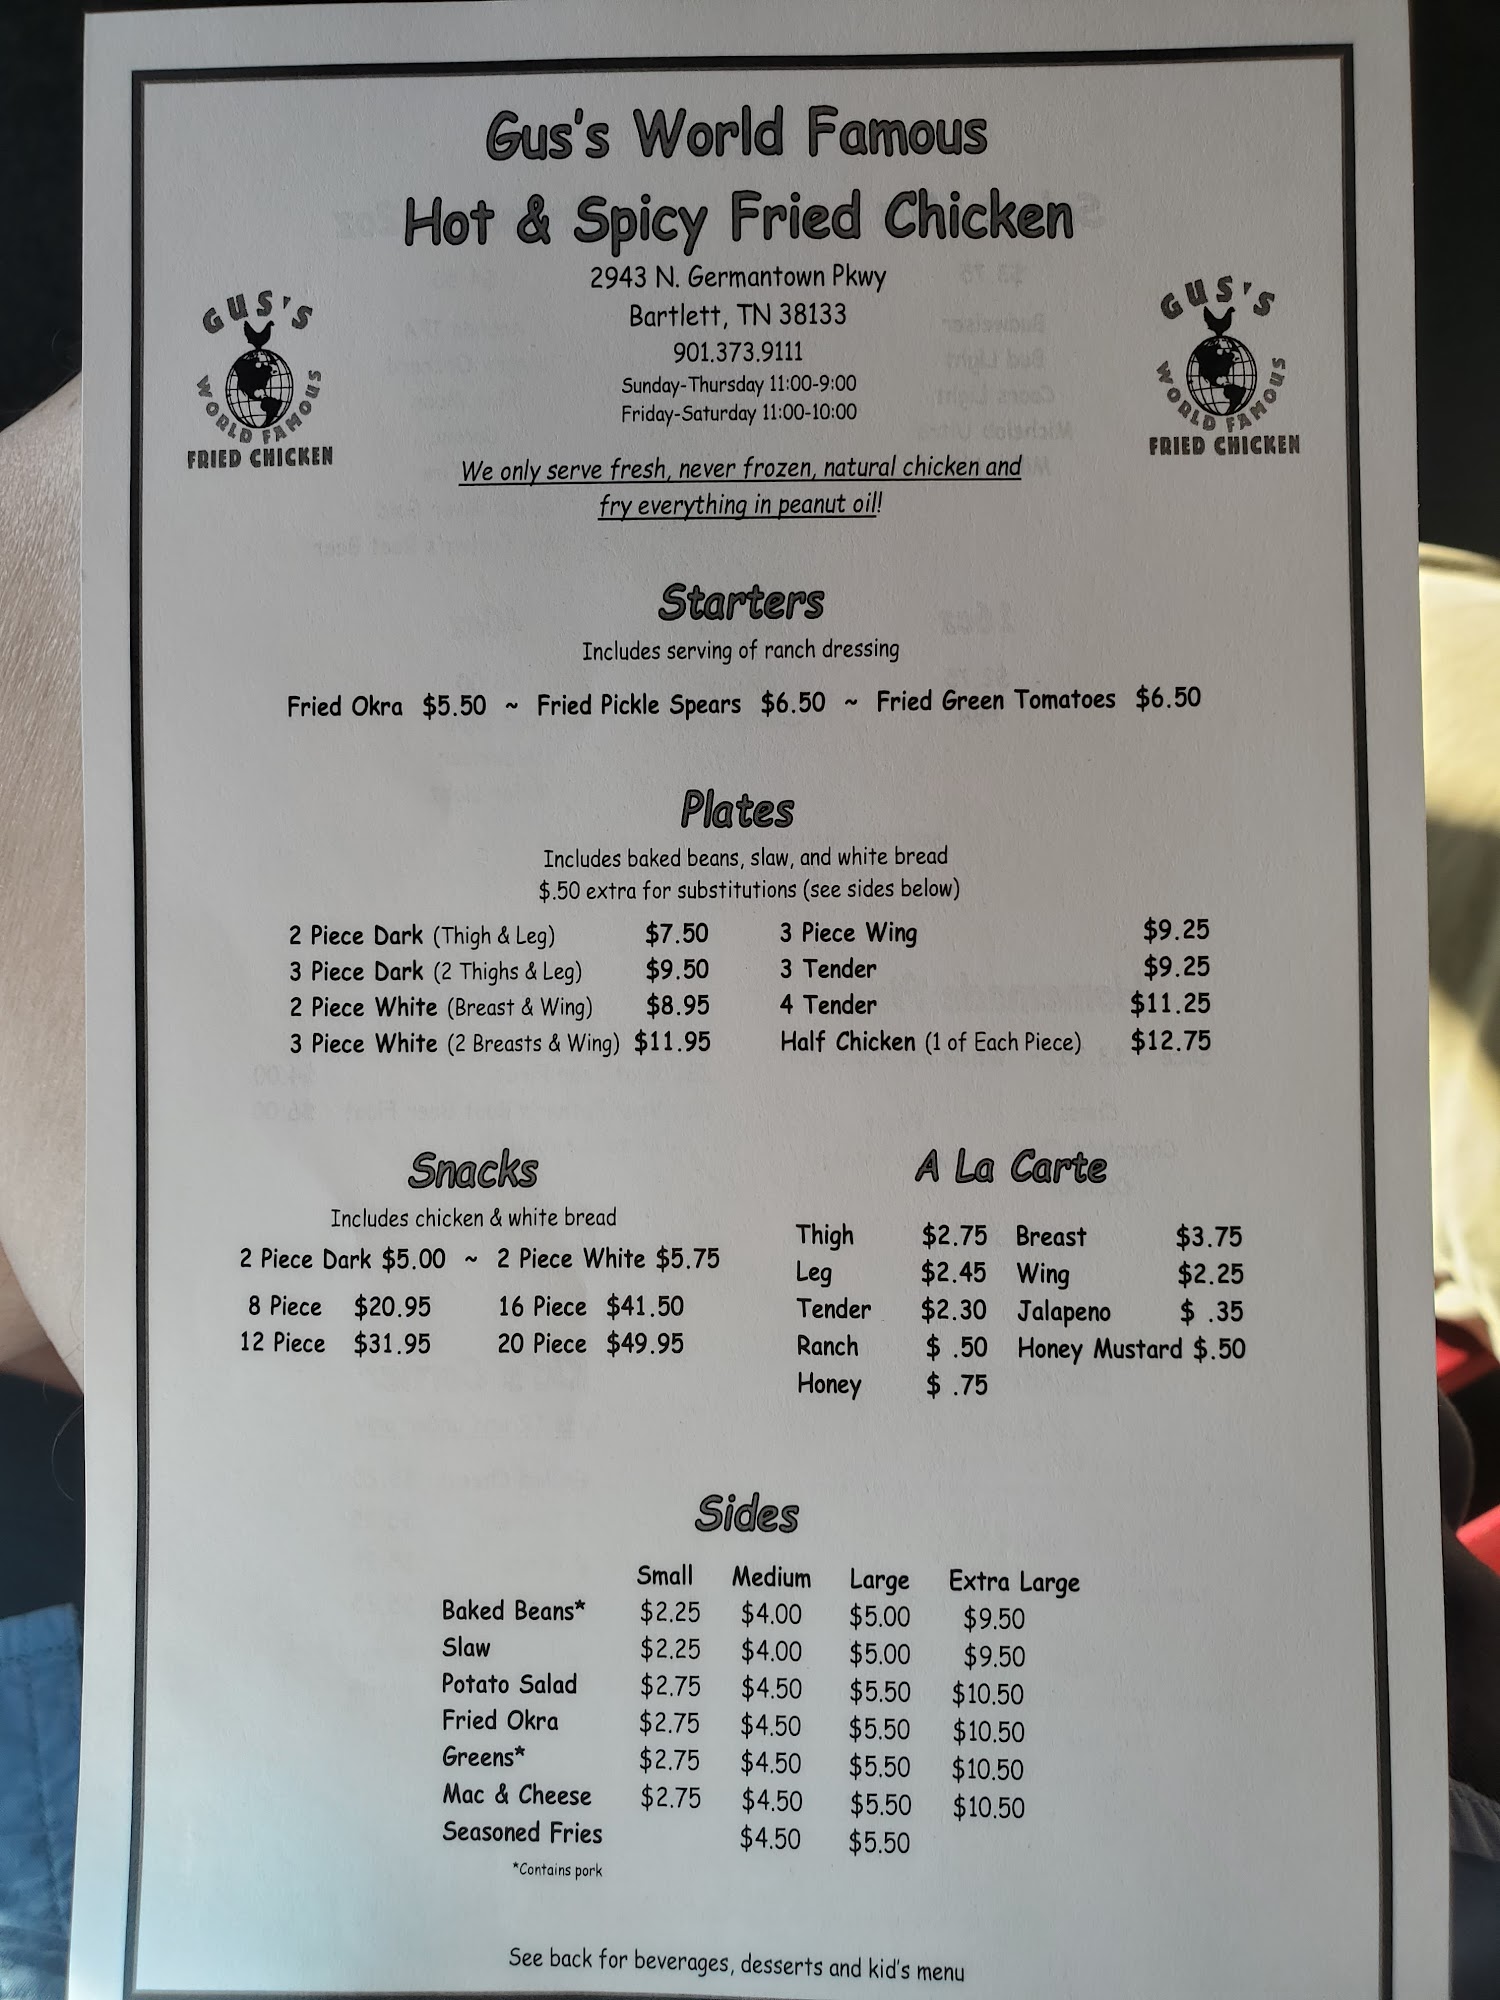 Gus's World Famous
Hot & Spicy Fried Chicken
2943 N. Germantown Pkwy
Bartlett, TN 38133
901.373.9111
Sunday-Thursday 11:00-9:00
Friday-Saturday 11:00-10:00
GUS'S
WORLD FAMOUS
FRIED CHICKEN
GUS'S
WORLD FAMOUS
FRIED CHICKEN
We only serve fresh, never frozen, natural chicken and
fry everything in peanut oil!
Starters
Includes serving of ranch dressing
Fried Okra $5.50 ~ Fried Pickle Spears $6.50 ~ Fried Green Tomatoes $6.50
Plates
Includes baked beans, slaw, and white bread
$.50 extra for substitutions (see sides below)
2 Piece Dark (Thigh & Leg) $7.50 3 Piece Wing $9.25
3 Piece Dark (2 Thighs & Leg) $9.50 3 Tender $9.25
2 Piece White (Breast & Wing) $8.95 4 Tender $11.25
3 Piece White (2 Breasts & Wing) $11.95 Half Chicken (1 of Each Piece) $12.75
Snacks
Includes chicken & white bread
2 Piece Dark $5.00 ~ 2 Piece White $5.75
8 Piece $20.95 16 Piece $41.50
12 Piece $31.95 20 Piece $49.95
A La Carte
Thigh $2.75 Breast $3.75
Leg $2.45 Wing $2.25
Tender $2.30 Jalapeno $ .35
Ranch $ .50 Honey Mustard $.50
Honey $ .75
Sides
Small Medium Large Extra Large
Baked Beans* $2.25 $4.00 $5.00 $9.50
Slaw $2.25 $4.00 $5.00 $9.50
Potato Salad $2.75 $4.50 $5.50 $10.50
Fried Okra $2.75 $4.50 $5.50 $10.50
Greens* $2.75 $4.50 $5.50 $10.50
Mac & Cheese $2.75 $4.50 $5.50 $10.50
Seasoned Fries $4.50 $5.50
*Contains pork
See back for beverages, desserts and kid's menu